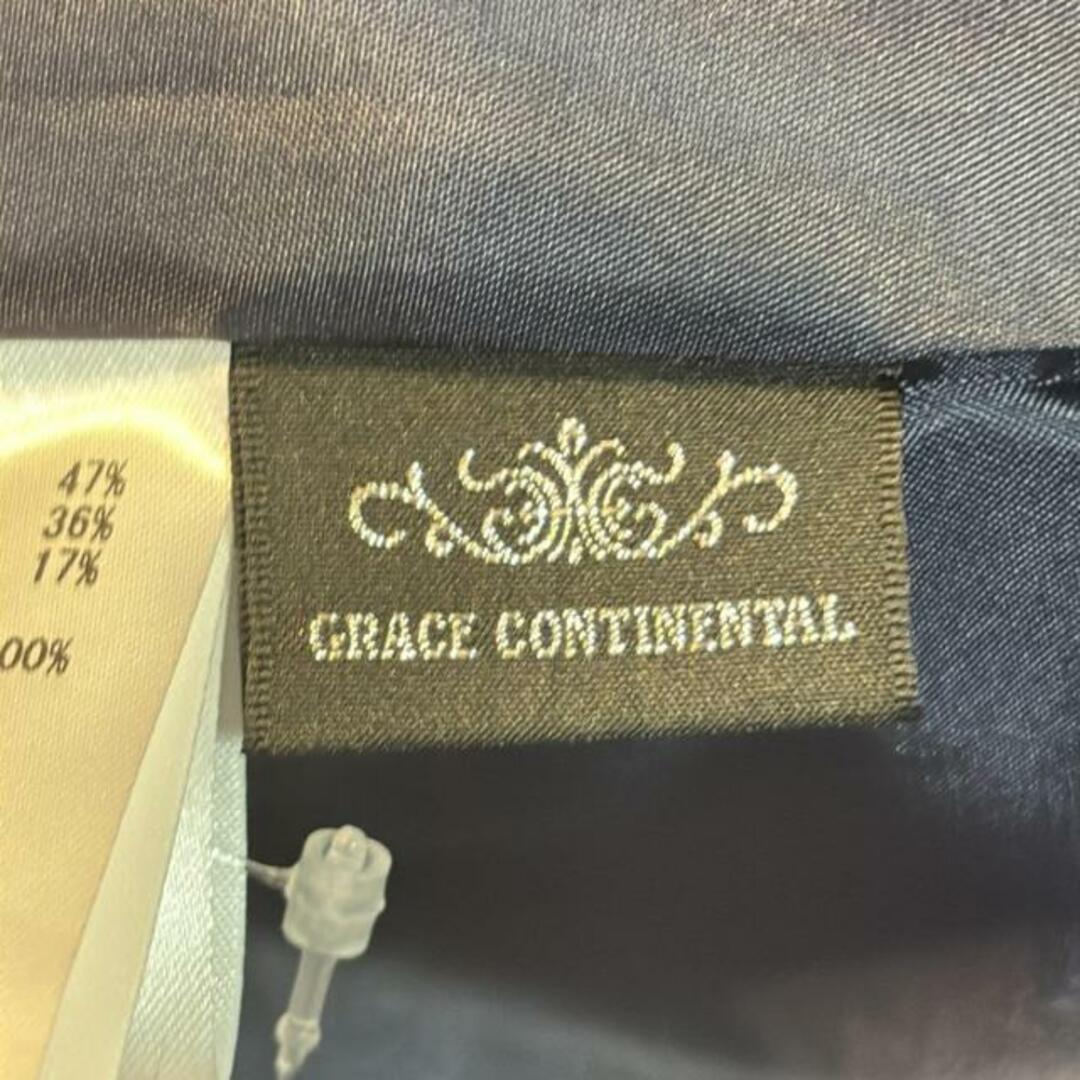 47%
36%
17%
00%
GRACE CONTINENTAL